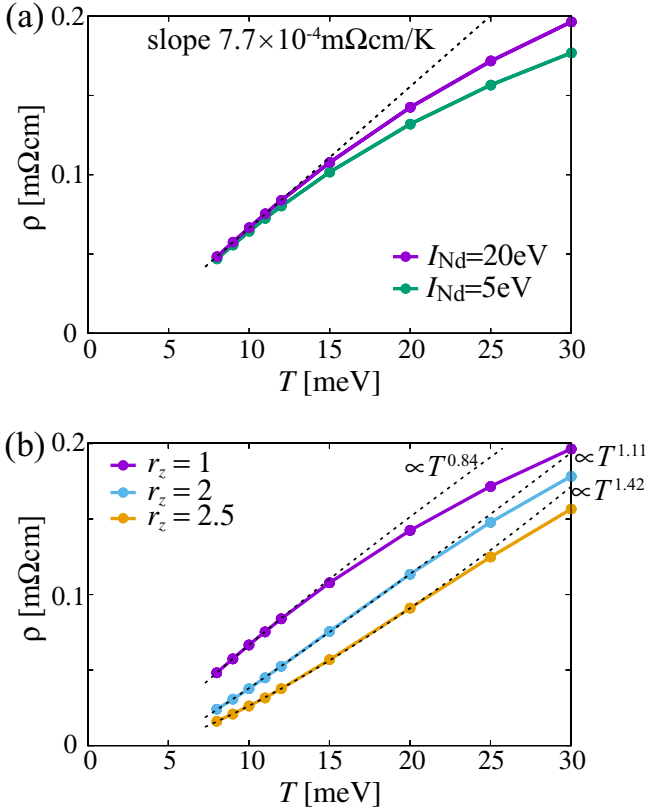 (a)
0.2
slope 7.7×10⁻⁴mΩcm/K
0.1
ρ [mΩcm]
I_Nd=20eV
I_Nd=5eV
0
0 5 10 15 20 25 30
T [meV]
(b)
0.2
r_z = 1
r_z = 2
r_z = 2.5
∝T^0.84
∝T^1.11
∝T^1.42
0.1
ρ [mΩcm]
0
0 5 10 15 20 25 30
T [meV]